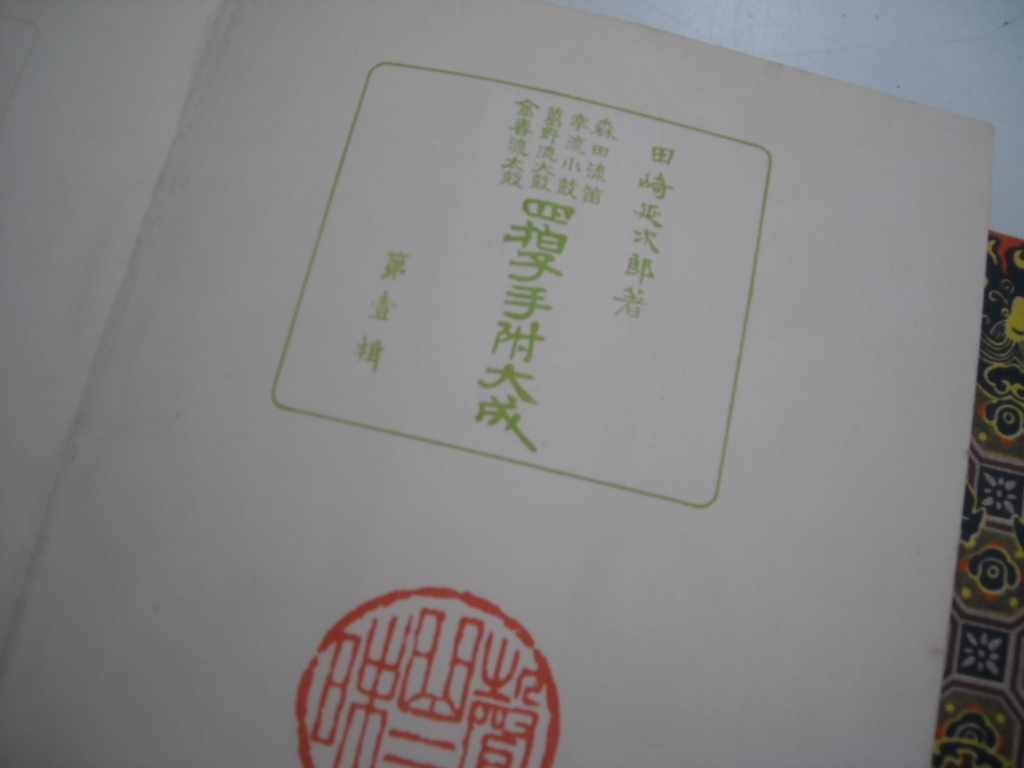 田崎延次郎著
森田流笛
幸流小鼓
葛野流大鼓
金春流太鼓
四拍子手附大成
第壹輯